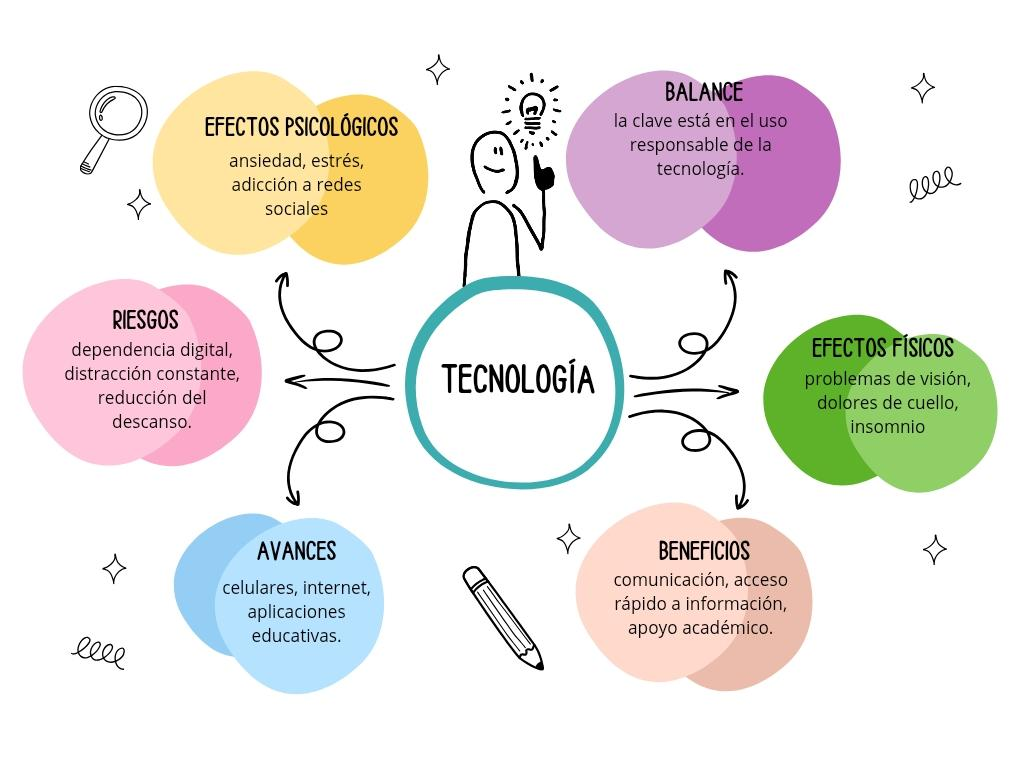 EFECTOS PSICOLÓGICOS
ansiedad, estrés,
adicción a redes
sociales
BALANCE
la clave está en el uso
responsable de la
tecnología.
RIESGOS
dependencia digital,
distracción constante,
reducción del
descanso.
TECNOLOGÍA
EFECTOS FÍSICOS
problemas de visión,
dolores de cuello,
insomnio
AVANCES
celulares, internet,
aplicaciones
educativas.
BENEFICIOS
comunicación, acceso
rápido a información,
apoyo académico.